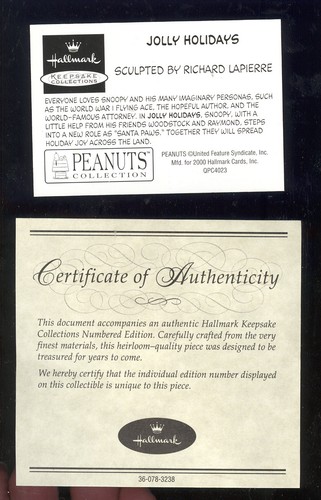 JOLLY HOLIDAYS
Hallmark
KEEPSAKE
COLLECTIONS
SCULPTED BY RICHARD LAPIERRE
EVERYONE LOVES SNOOPY AND HIS MANY IMAGINARY PERSONAS, SUCH
AS THE WORLD WAR I FLYING ACE, THE HOPEFUL AUTHOR, AND THE
WORLD-FAMOUS ATTORNEY. IN JOLLY HOLIDAYS, SNOOPY, WITH A
LITTLE HELP FROM HIS FRIENDS WOODSTOCK AND RAYMOND, STEPS
INTO A NEW ROLE AS "SANTA PAWS." TOGETHER THEY WILL SPREAD
HOLIDAY JOY ACROSS THE LAND.
PEANUTS
COLLECTION
PEANUTS ©United Feature Syndicate, Inc.
Mfd. for 2000 Hallmark Cards, Inc.
QPC4023
Certificate of Authenticity
This document accompanies an authentic Hallmark Keepsake
Collections Numbered Edition. Carefully crafted from the very
finest materials, this heirloom-quality piece was designed to be
treasured for years to come.
We hereby certify that the individual edition number displayed
on this collectible is unique to this piece.
Hallmark
36-078-3238